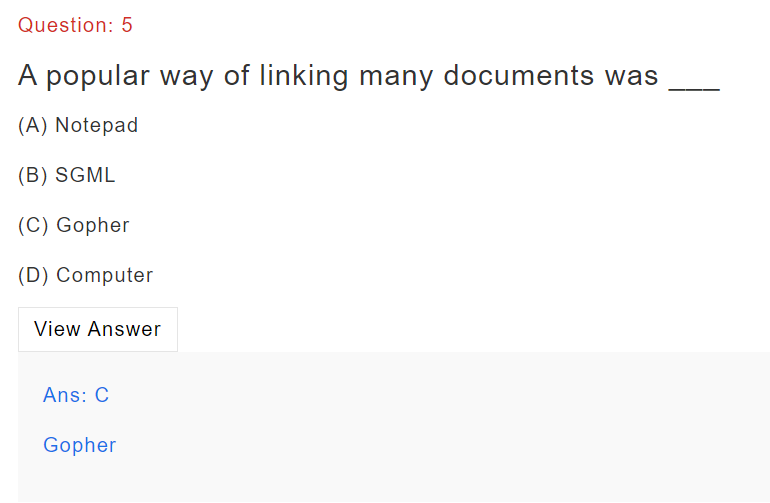 Question: 5
A popular way of linking many documents was ___
(A) Notepad
(B) SGML
(C) Gopher
(D) Computer
View Answer
Ans: C
Gopher